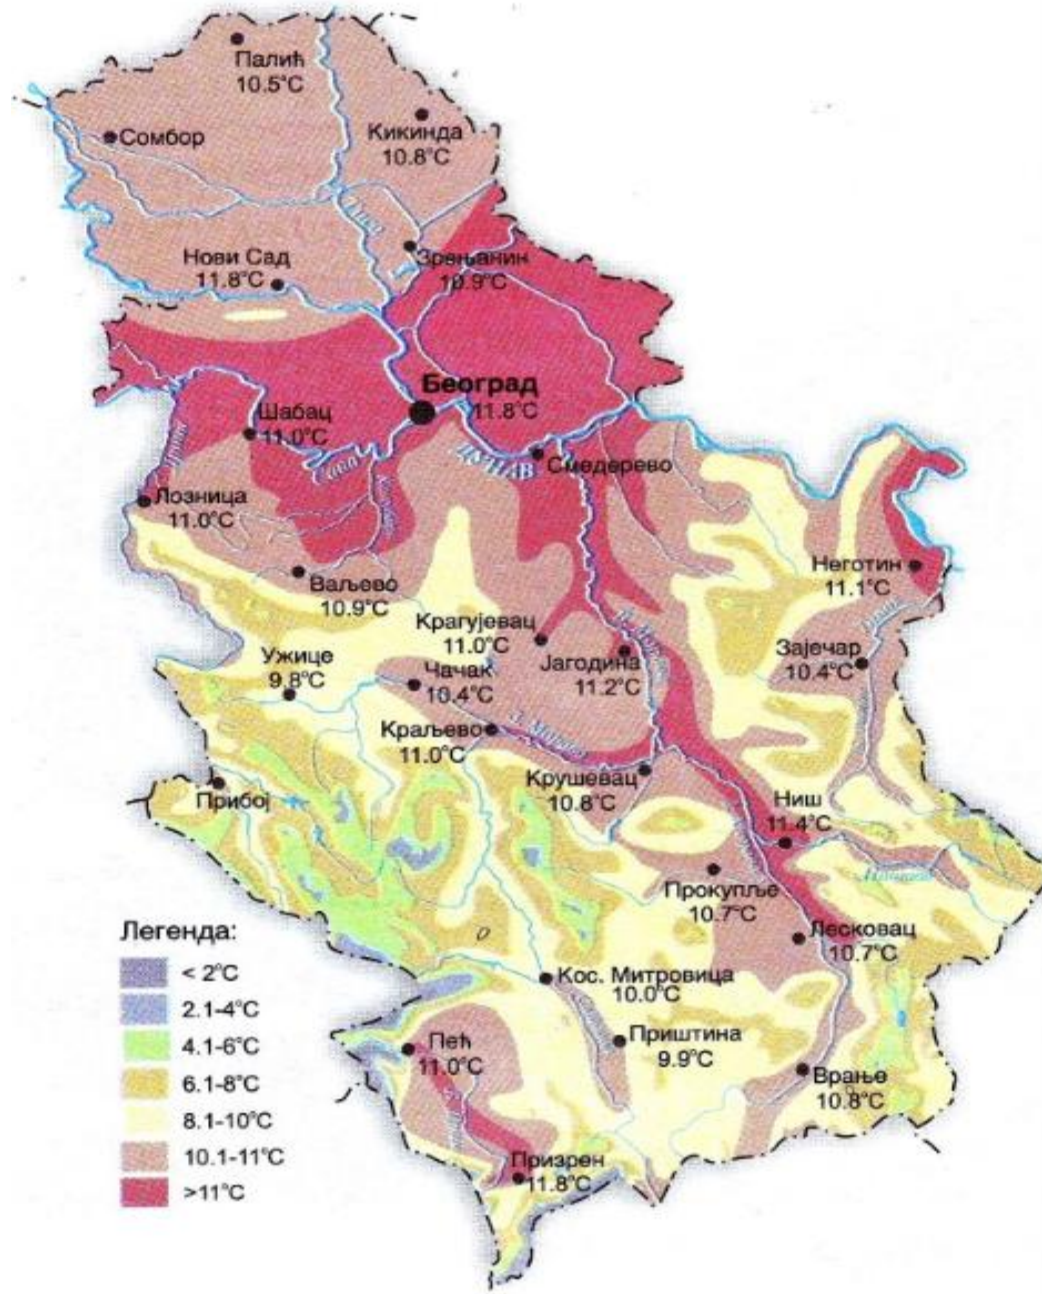 Палић
10.5°C
Кикинда
10.8°C
Сомбор
Нови Сад
11.8°C
Зрењанин
10.9°C
Београд
11.8°C
Шабац
11.0°C
ДУНАВ
Смедерево
Лозница
11.0°C
Ваљево
10.9°C
Неготин
11.1°C
Крагујевац
11.0°C
Јагодина
11.2°C
Зајечар
10.4°C
Ужице
9.8°C
Чачак
10.4°C
Краљево
11.0°C
З. Морава
Крушевац
10.8°C
Прибој
Ниш
11.4°C
Прокупље
10.7°C
Лесковац
10.7°C
Кос. Митровица
10.0°C
Приштина
9.9°C
Пећ
11.0°C
Врање
10.8°C
Призрен
11.8°C
Легенда:
< 2°C
2.1-4°C
4.1-6°C
6.1-8°C
8.1-10°C
10.1-11°C
>11°C